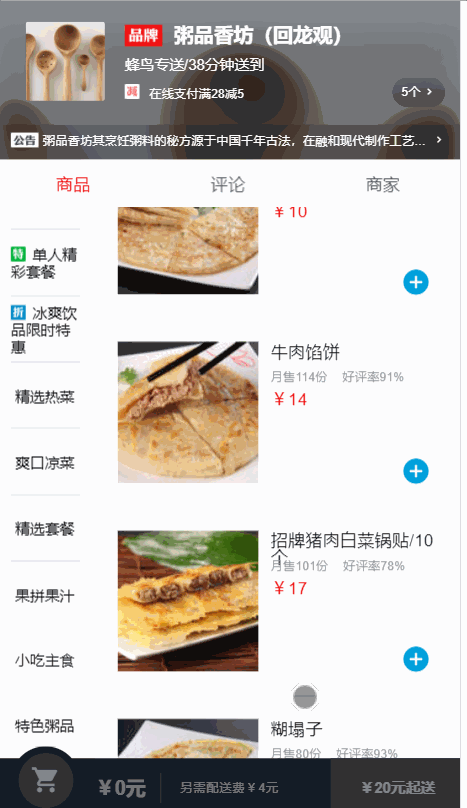 品牌 粥品香坊（回龙观）
蜂鸟专送/38分钟送到
减 在线支付满28减5
5个 >
公告 粥品香坊其烹饪粥料的秘方源于中国千年古法，在融和现代制作工艺... >
商品 评论 商家
特 单人精
彩套餐
折 冰爽饮
品限时特
惠
精选热菜
爽口凉菜
精选套餐
果拼果汁
小吃主食
特色粥品
￥10
牛肉馅饼
月售114份 好评率91%
￥14
招牌猪肉白菜锅贴/10
个
月售101份 好评率78%
￥17
糊塌子
月售80份 好评率93%
￥0元 另需配送费￥4元 ￥20元起送